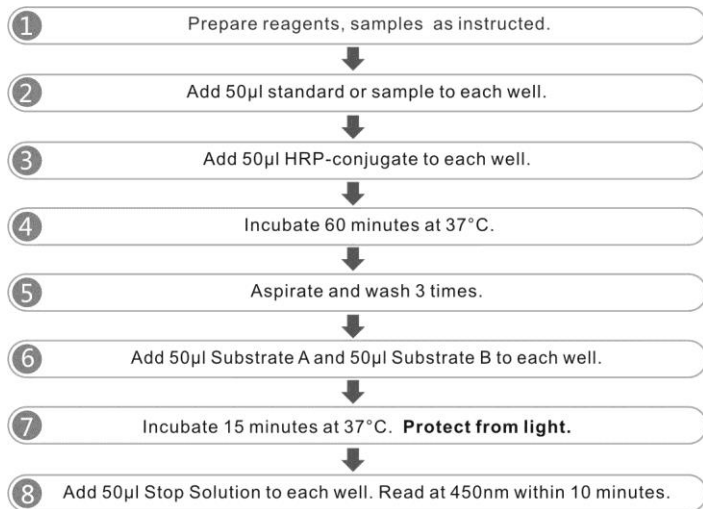 1 Prepare reagents, samples as instructed.
2 Add 50μl standard or sample to each well.
3 Add 50μl HRP-conjugate to each well.
4 Incubate 60 minutes at 37°C.
5 Aspirate and wash 3 times.
6 Add 50μl Substrate A and 50μl Substrate B to each well.
7 Incubate 15 minutes at 37°C. Protect from light.
8 Add 50μl Stop Solution to each well. Read at 450nm within 10 minutes.